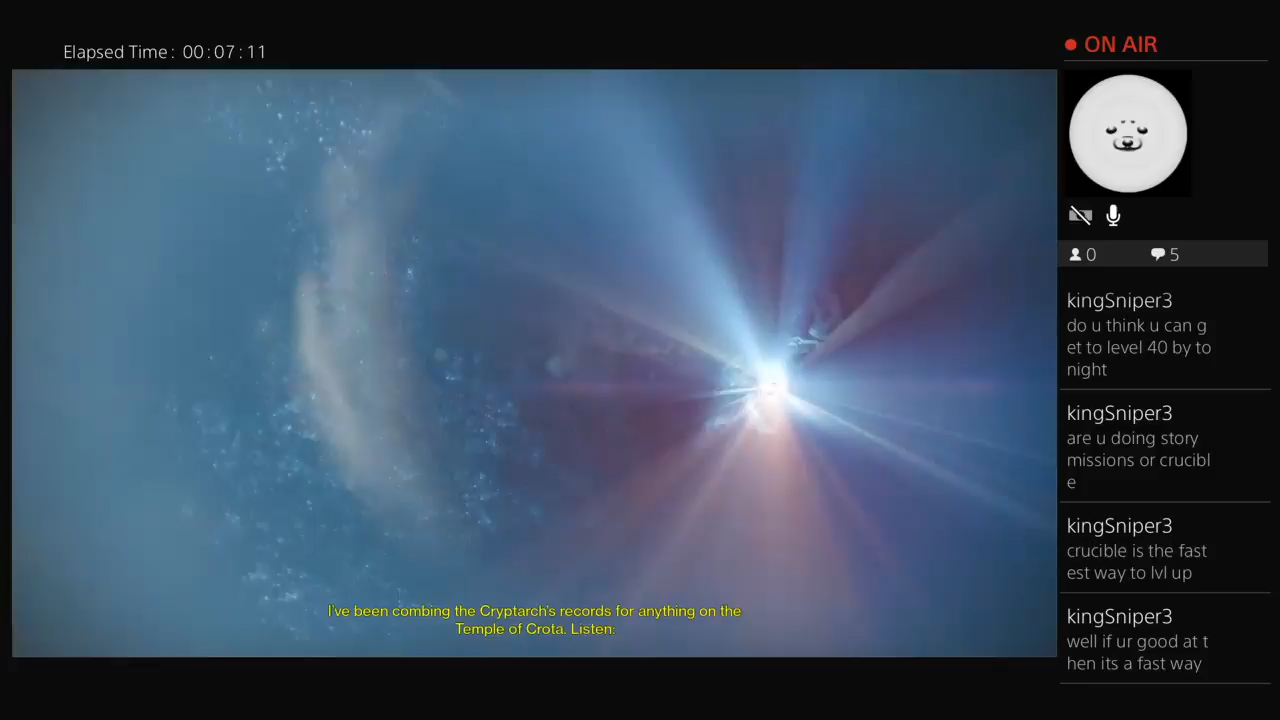 Elapsed Time: 00:07:11
ON AIR
0
5
kingSniper3
do u think u can g
et to level 40 by to
night
kingSniper3
are u doing story
missions or crucibl
e
kingSniper3
crucible is the fast
est way to lvl up
kingSniper3
well if ur good at t
hen its a fast way
I've been combing the Cryptarch's records for anything on the
Temple of Crota. Listen: